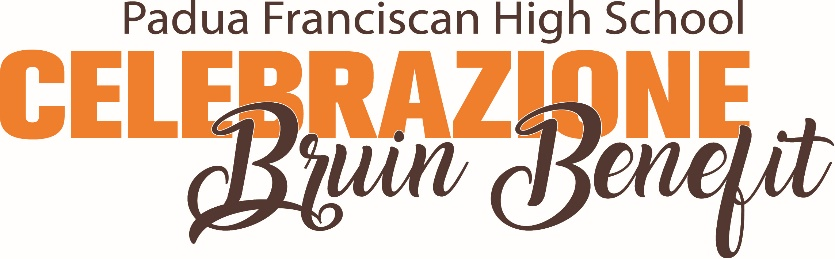 Padua Franciscan High School
CELEBRAZIONE
Bruin Benefit